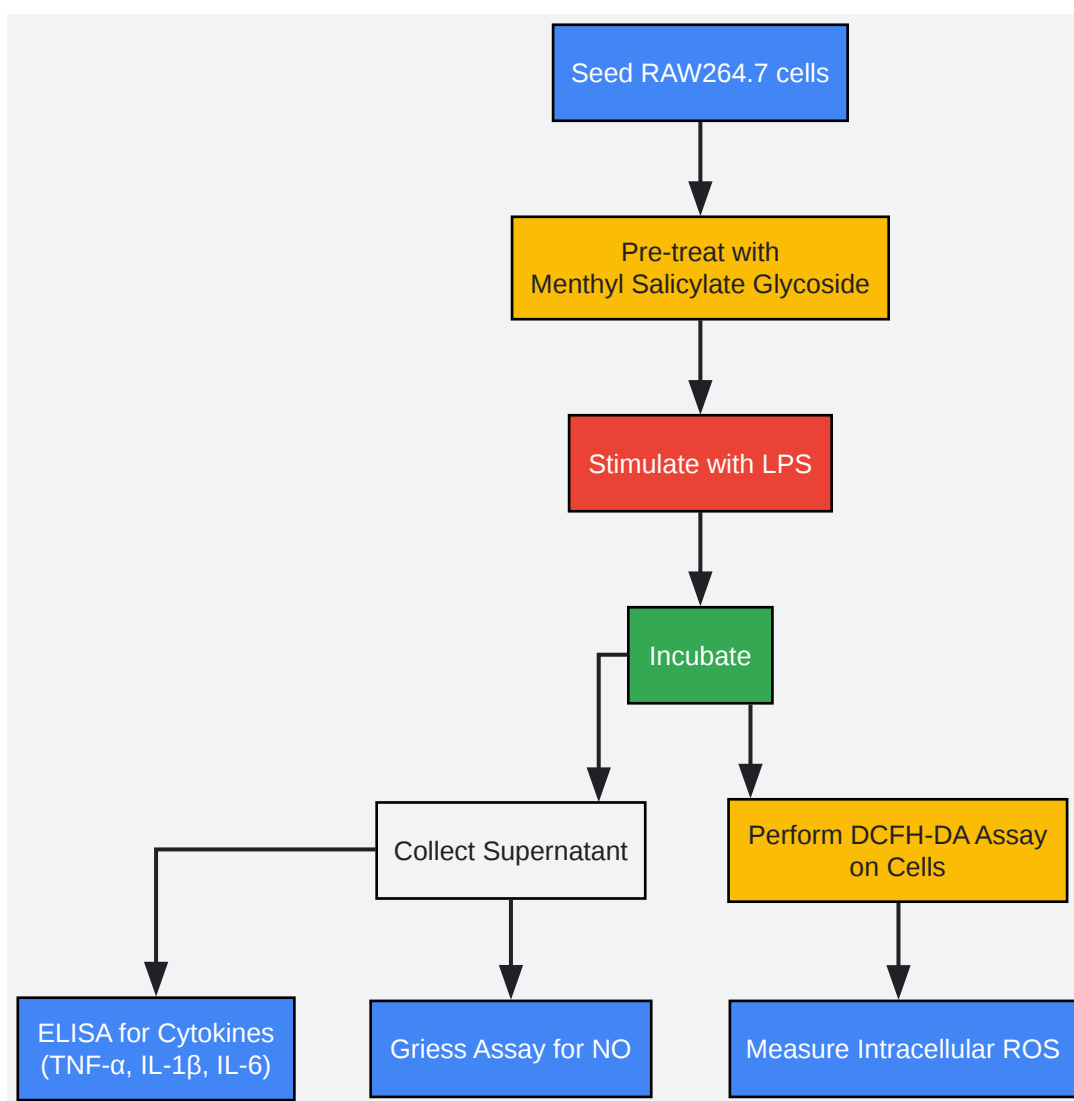 Seed RAW264.7 cells
Pre-treat with
Menthyl Salicylate Glycoside
Stimulate with LPS
Incubate
Collect Supernatant
Perform DCFH-DA Assay
on Cells
ELISA for Cytokines
(TNF-α, IL-1β, IL-6)
Griess Assay for NO
Measure Intracellular ROS